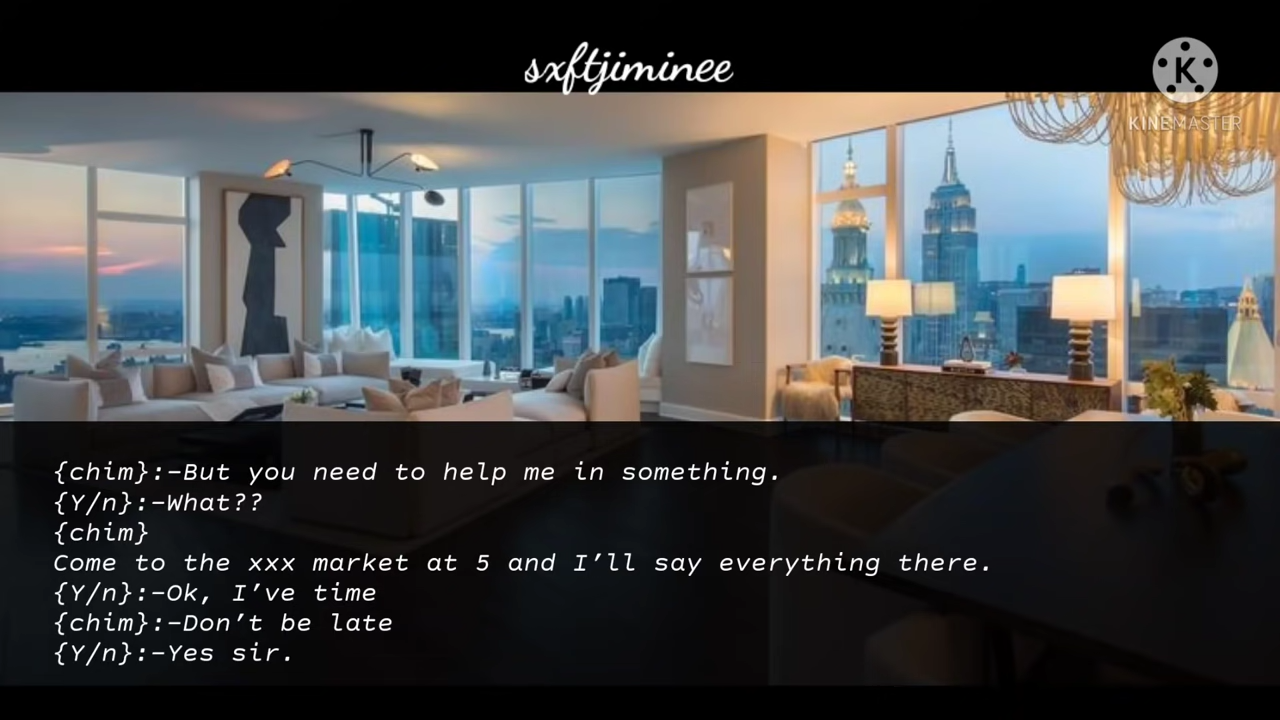 sxftjiminee
K
KINEMASTER
{chim}:-But you need to help me in something.
{Y/n}:-What??
{chim}
Come to the xxx market at 5 and I’ll say everything there.
{Y/n}:-Ok, I’ve time
{chim}:-Don’t be late
{Y/n}:-Yes sir.